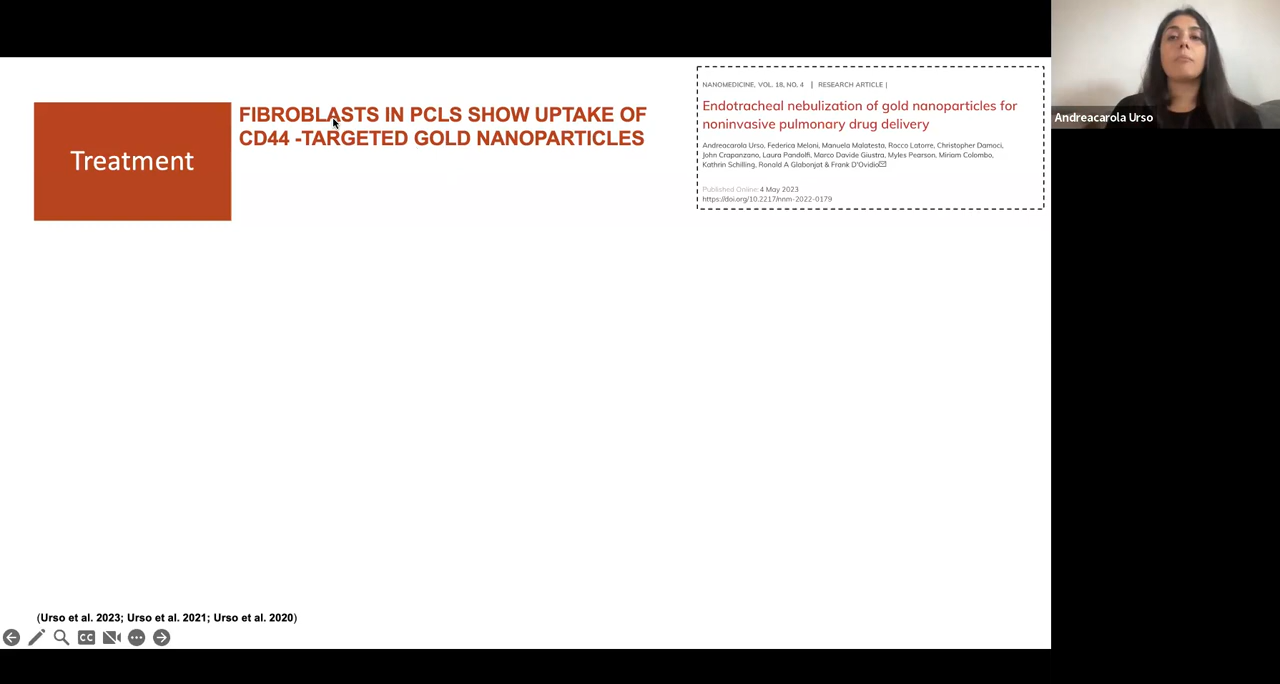 Treatment
FIBROBLASTS IN PCLS SHOW UPTAKE OF
CD44 -TARGETED GOLD NANOPARTICLES
NANOMEDICINE, VOL. 18, NO. 4 | RESEARCH ARTICLE |
Endotracheal nebulization of gold nanoparticles for
noninvasive pulmonary drug delivery
Andreacarola Urso, Federica Meloni, Manuela Malatesta, Rocco Latorre, Christopher Damoci,
John Crapanzano, Laura Pandolfi, Marco Davide Giustra, Myles Pearson, Miriam Colombo,
Kathrin Schilling, Ronald A Glabonjat & Frank D'Ovidio
Published Online: 4 May 2023
https://doi.org/10.2217/nnm-2022-0179
Andreacarola Urso
(Urso et al. 2023; Urso et al. 2021; Urso et al. 2020)
CC